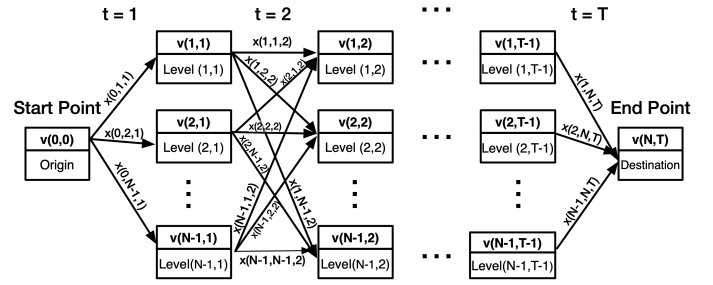 t = 1
t = 2
...
t = T
v(1,1)
Level (1,1)
x(1,1,2)
v(1,2)
Level (1,2)
...
v(1,T-1)
Level (1,T-1)
x(0,1,1)
x(1,2,2)
x(2,1,2)
x(1,N,T)
Start Point
End Point
v(0,0)
Origin
x(0,2,1)
v(2,1)
Level (2,1)
x(2,2,2)
x(2,N-1,2)
v(2,2)
Level (2,2)
...
v(2,T-1)
Level (2,T-1)
x(2,N,T)
v(N,T)
Destination
x(0,N-1,1)
x(N-1,1,2)
x(N-1,2,2)
x(1,N-1,2)
x(N-1,N,T)
v(N-1,1)
Level(N-1,1)
x(N-1,N-1,2)
v(N-1,2)
Level(N-1,2)
...
v(N-1,T-1)
Level(N-1,T-1)